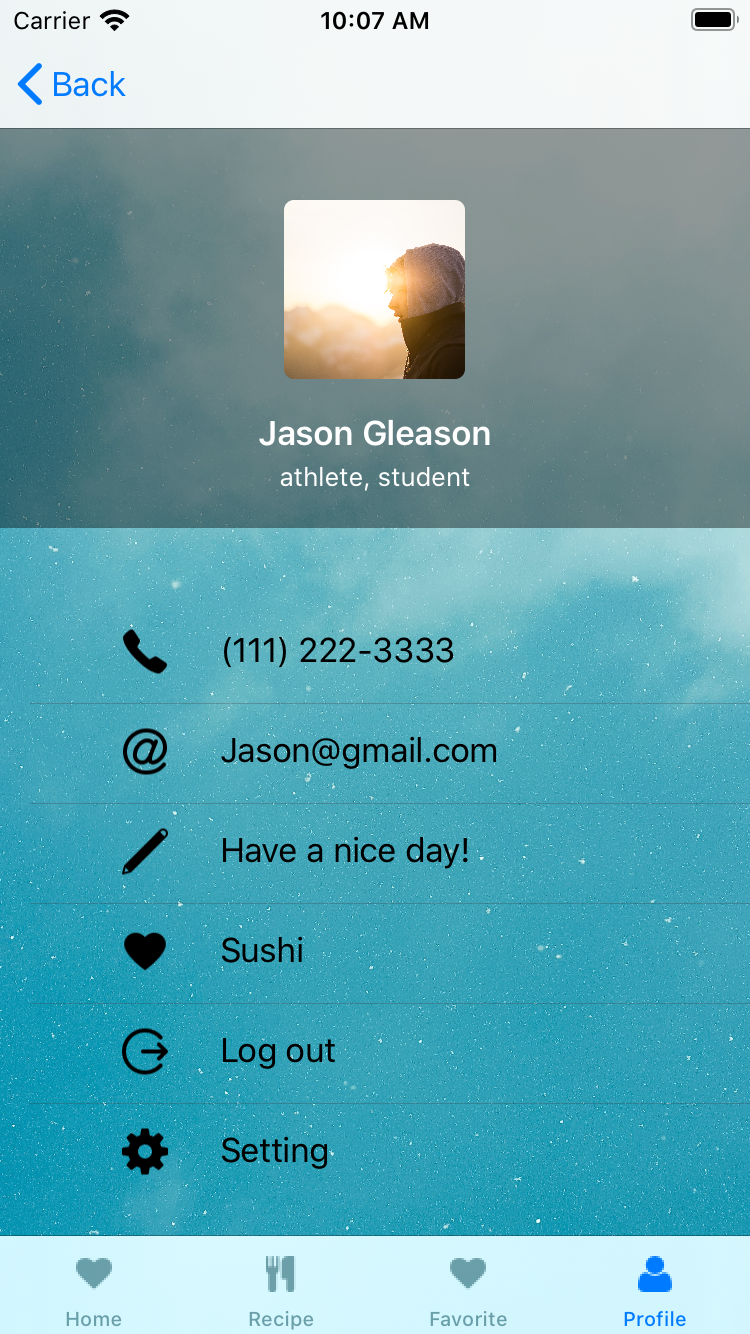 Carrier 10:07 AM
Back
Jason Gleason
athlete, student
(111) 222-3333
Jason@gmail.com
Have a nice day!
Sushi
Log out
Setting
Home Recipe Favorite Profile